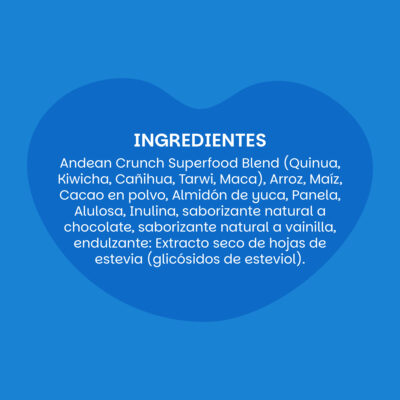 INGREDIENTES
Andean Crunch Superfood Blend (Quinua,
Kiwicha, Cañihua, Tarwi, Maca), Arroz, Maíz,
Cacao en polvo, Almidón de yuca, Panela,
Alulosa, Inulina, saborizante natural a
chocolate, saborizante natural a vainilla,
endulzante: Extracto seco de hojas de
estevia (glicósidos de esteviol).